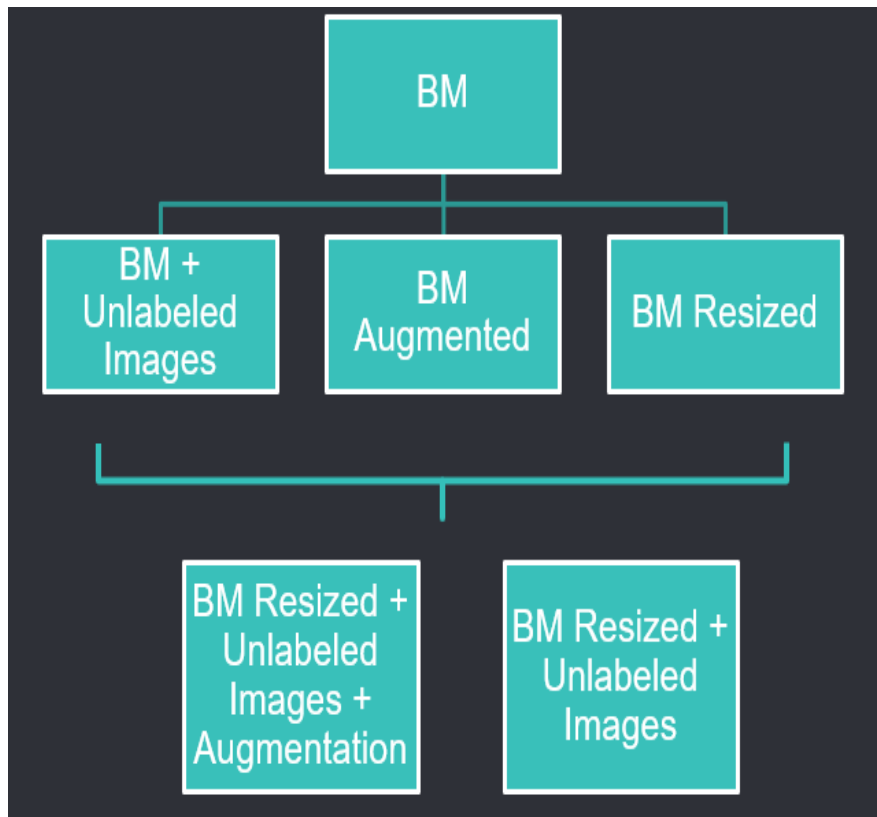 BM
BM +
Unlabeled
Images
BM
Augmented
BM Resized
BM Resized +
Unlabeled
Images +
Augmentation
BM Resized +
Unlabeled
Images